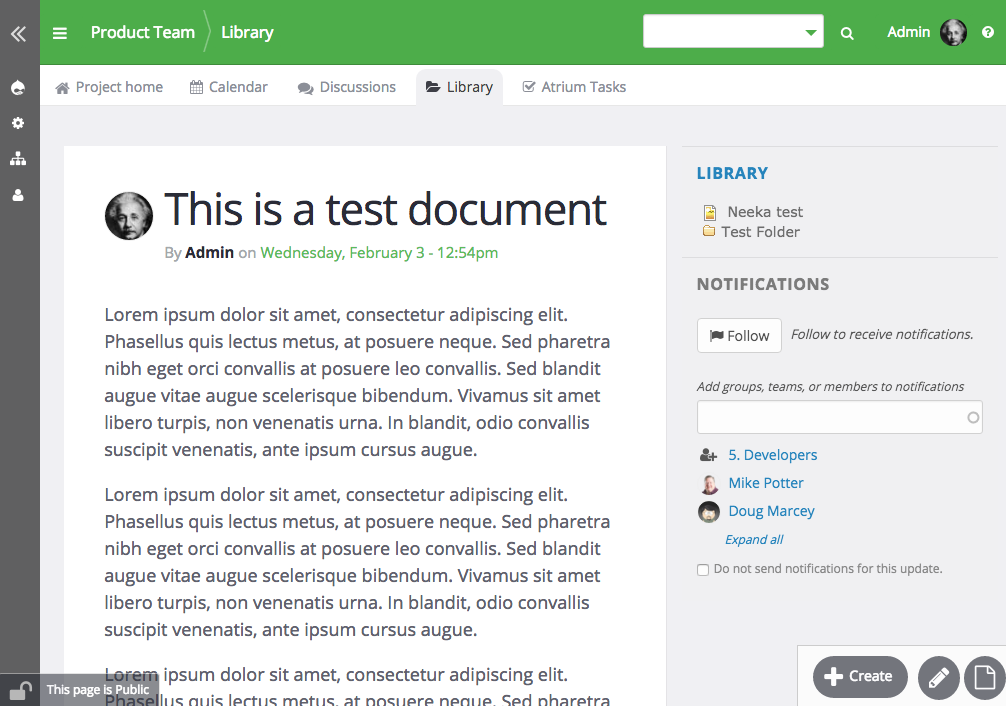 Product Team
Library
Admin
Project home
Calendar
Discussions
Library
Atrium Tasks
This is a test document
By Admin on Wednesday, February 3 - 12:54pm
Lorem ipsum dolor sit amet, consectetur adipiscing elit.
Phasellus quis lectus metus, at posuere neque. Sed pharetra
nibh eget orci convallis at posuere leo convallis. Sed blandit
augue vitae augue scelerisque bibendum. Vivamus sit amet
libero turpis, non venenatis urna. In blandit, odio convallis
suscipit venenatis, ante ipsum cursus augue.
Lorem ipsum dolor sit amet, consectetur adipiscing elit.
Phasellus quis lectus metus, at posuere neque. Sed pharetra
nibh eget orci convallis at posuere leo convallis. Sed blandit
augue vitae augue scelerisque bibendum. Vivamus sit amet
libero turpis, non venenatis urna. In blandit, odio convallis
suscipit venenatis, ante ipsum cursus augue.
Lorem ipsum dolor sit amet, consectetur adipiscing elit.
Phasellus quis lectus metus, at posuere neque. Sed pharetra
This page is Public
LIBRARY
Neeka test
Test Folder
NOTIFICATIONS
Follow
Follow to receive notifications.
Add groups, teams, or members to notifications
5. Developers
Mike Potter
Doug Marcey
Expand all
Do not send notifications for this update.
Create